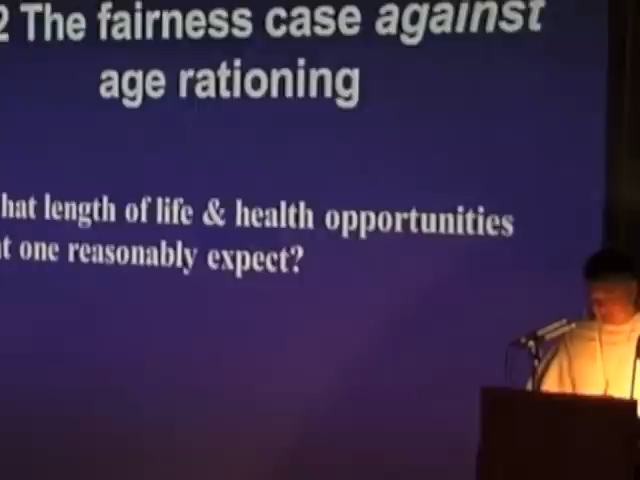 2 The fairness case against
age rationing
hat length of life & health opportunities
t one reasonably expect?